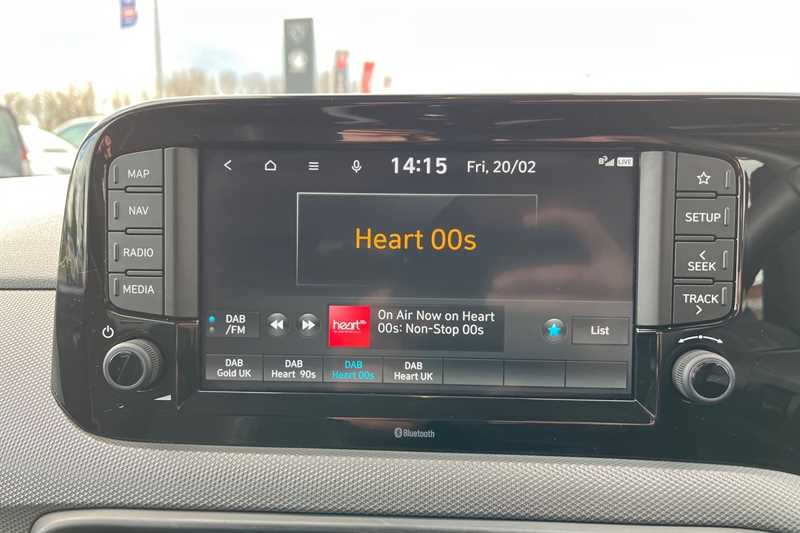 MAP
NAV
RADIO
MEDIA
14:15 Fri, 20/02
LIVE
Heart 00s
DAB
/FM
heart
On Air Now on Heart
00s: Non-Stop 00s
List
DAB
Gold UK
DAB
Heart 90s
DAB
Heart 00s
DAB
Heart UK
SETUP
SEEK
TRACK
Bluetooth